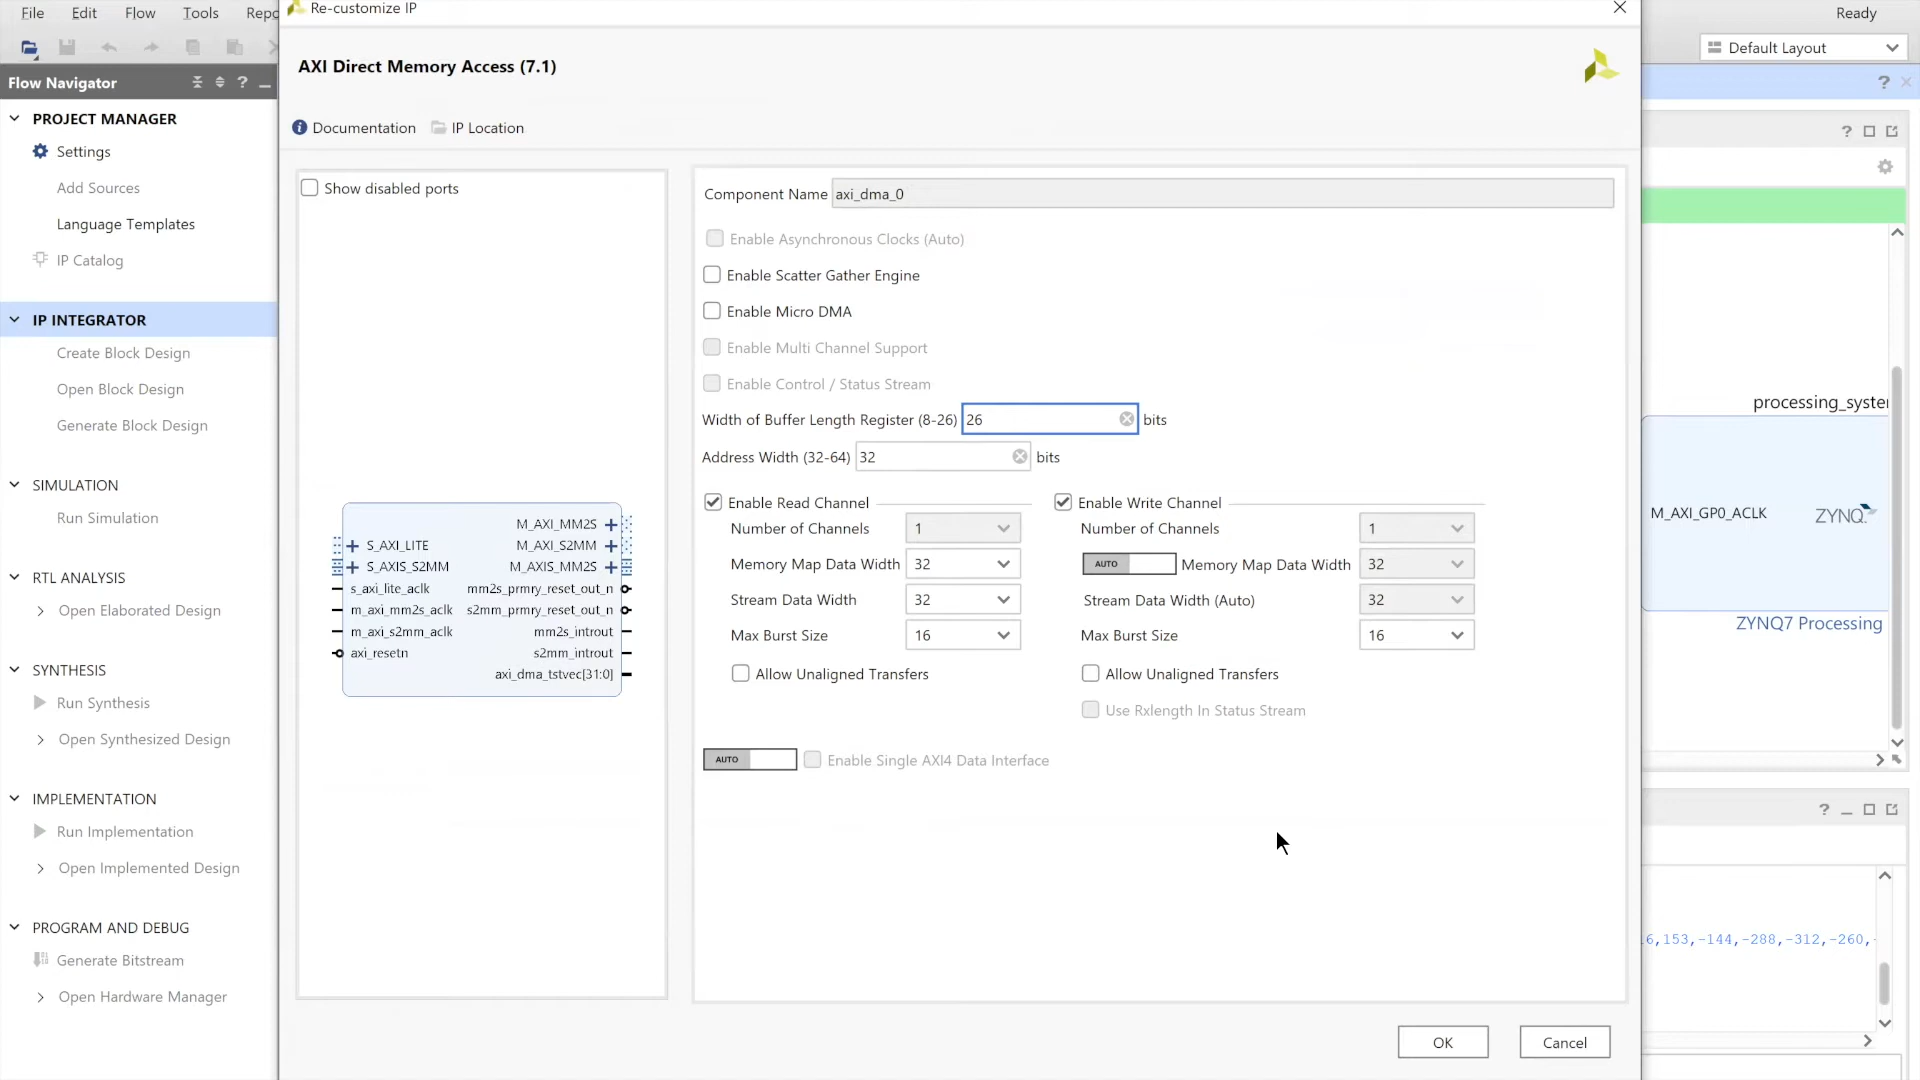 File Edit Flow Tools Repo
Re-customize IP
Ready
Default Layout
Flow Navigator
PROJECT MANAGER
Settings
Add Sources
Language Templates
IP Catalog
IP INTEGRATOR
Create Block Design
Open Block Design
Generate Block Design
SIMULATION
Run Simulation
RTL ANALYSIS
Open Elaborated Design
SYNTHESIS
Run Synthesis
Open Synthesized Design
IMPLEMENTATION
Run Implementation
Open Implemented Design
PROGRAM AND DEBUG
Generate Bitstream
Open Hardware Manager
AXI Direct Memory Access (7.1)
Documentation IP Location
Show disabled ports
M_AXI_MM2S
S_AXI_LITE M_AXI_S2MM
S_AXIS_S2MM M_AXIS_MM2S
s_axi_lite_aclk mm2s_prmry_reset_out_n
m_axi_mm2s_aclk s2mm_prmry_reset_out_n
m_axi_s2mm_aclk mm2s_introut
axi_resetn s2mm_introut
axi_dma_tstvec[31:0]
Component Name axi_dma_0
Enable Asynchronous Clocks (Auto)
Enable Scatter Gather Engine
Enable Micro DMA
Enable Multi Channel Support
Enable Control / Status Stream
Width of Buffer Length Register (8-26) 26 bits
Address Width (32-64) 32 bits
Enable Read Channel
Number of Channels 1
Memory Map Data Width 32
Stream Data Width 32
Max Burst Size 16
Allow Unaligned Transfers
Enable Write Channel
Number of Channels 1
AUTO Memory Map Data Width 32
Stream Data Width (Auto) 32
Max Burst Size 16
Allow Unaligned Transfers
Use Rxlength In Status Stream
AUTO Enable Single AXI4 Data Interface
OK Cancel
processing_syster
M_AXI_GP0_ACLK ZYNQ
ZYNQ7 Processing
6,153,-144,-288,-312,-260,-